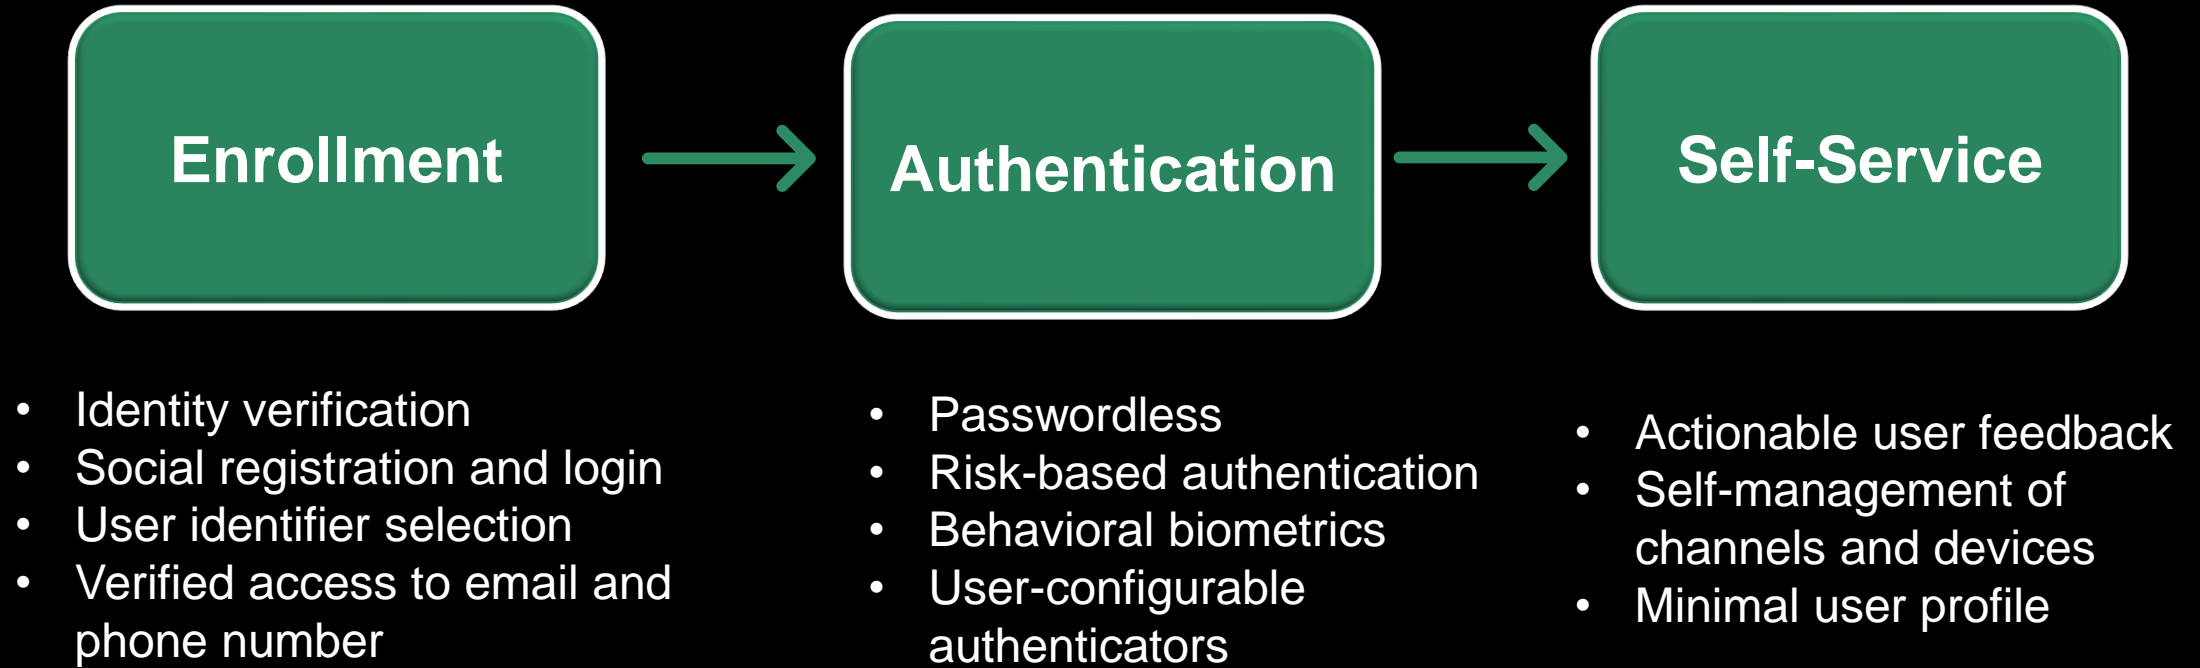 Enrollment
Authentication
Self-Service
• Identity verification
• Social registration and login
• User identifier selection
• Verified access to email and
phone number
• Passwordless
• Risk-based authentication
• Behavioral biometrics
• User-configurable
authenticators
• Actionable user feedback
• Self-management of
channels and devices
• Minimal user profile